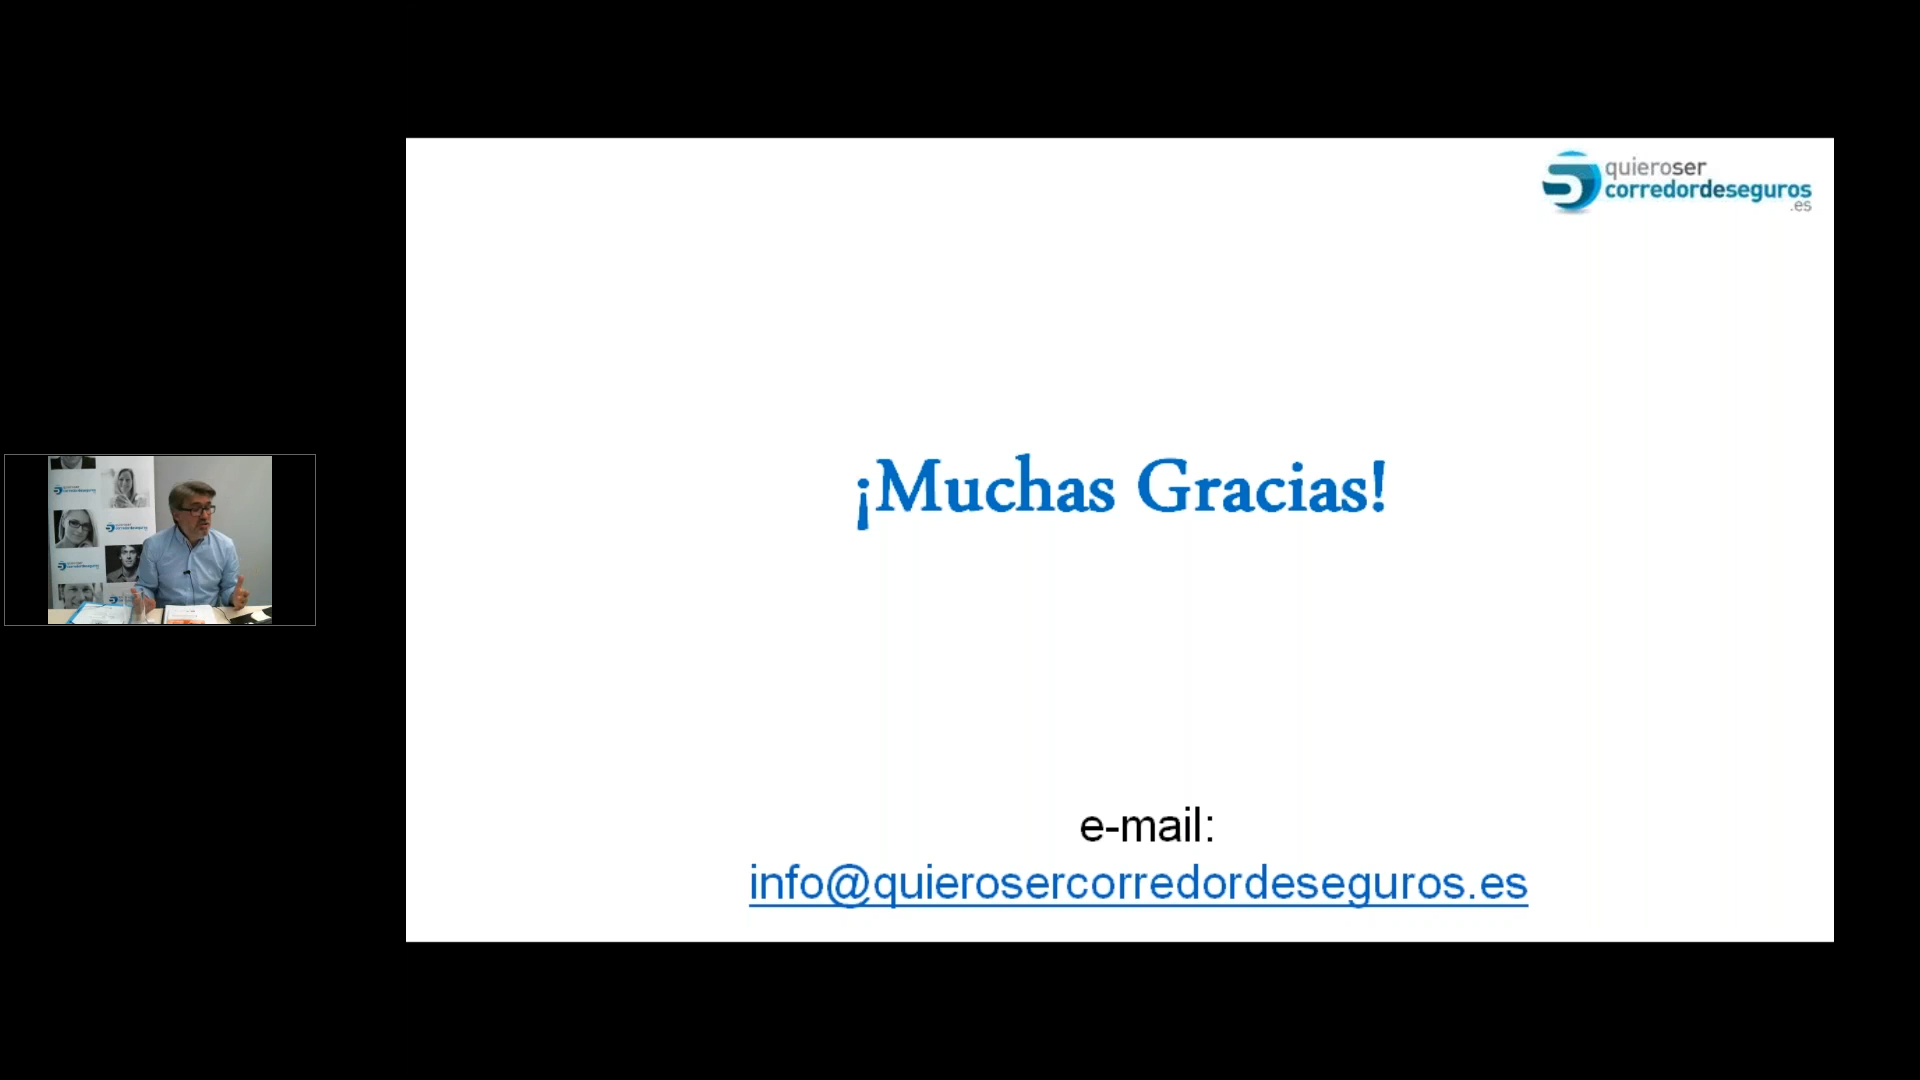 quieroser
corredordeseguros
.es
¡Muchas Gracias!
e-mail:
info@quierosercorredordeseguros.es